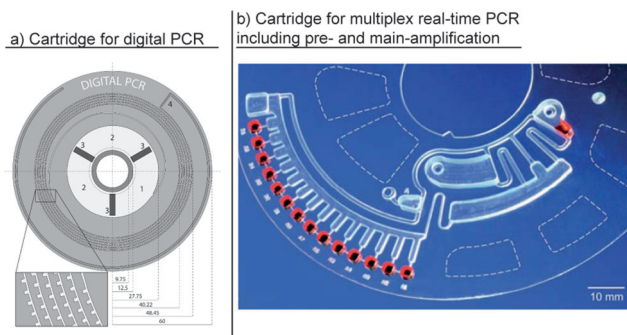 a) Cartridge for digital PCR
b) Cartridge for multiplex real-time PCR
including pre- and main-amplification
DIGITAL PCR
4
2
3
3
2
1
3
9.75
12.5
27.75
40.22
48.45
60
10 mm